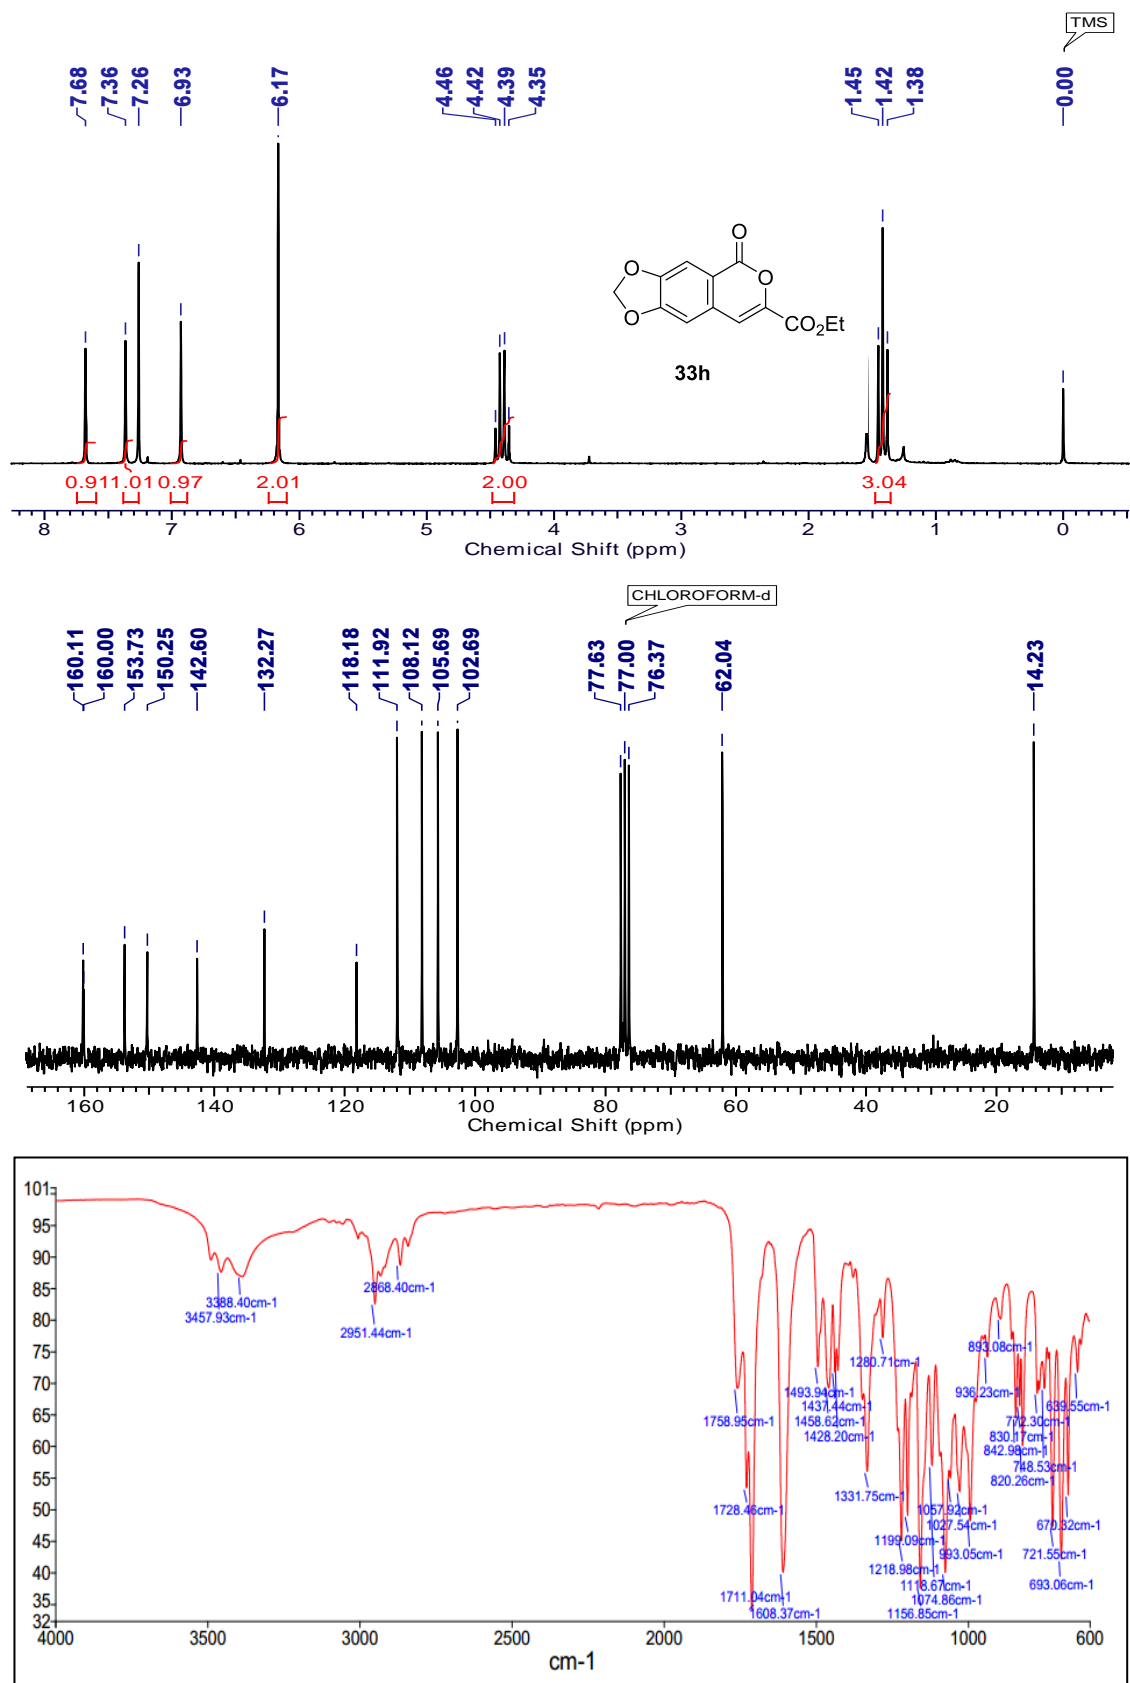 TMS
7.68
7.36
7.26
6.93
6.17
4.46
4.42
4.39
4.35
1.45
1.42
1.38
0.00
O
O
O
O
CO2Et
33h
0.91 1.01 0.97 2.01 2.00 3.04
8 7 6 5 4 3 2 1 0
Chemical Shift (ppm)
CHLOROFORM-d
160.11
160.00
153.73
150.25
142.60
132.27
118.18
111.92
108.12
105.69
102.69
77.63
77.00
76.37
62.04
14.23
160 140 120 100 80 60 40 20
Chemical Shift (ppm)
101
95
90
85
80
75
70
65
60
55
50
45
40
35
32
3388.40cm-1
3457.93cm-1
2868.40cm-1
2951.44cm-1
1758.95cm-1
1728.46cm-1
1711.04cm-1
1608.37cm-1
1493.94cm-1
1437.44cm-1
1458.62cm-1
1428.20cm-1
1280.71cm-1
1331.75cm-1
1199.09cm-1
1218.98cm-1
1118.67cm-1
1074.86cm-1
1156.85cm-1
1057.92cm-1
1027.54cm-1
993.05cm-1
893.08cm-1
936.23cm-1
772.30cm-1
830.17cm-1
842.98cm-1
748.53cm-1
820.26cm-1
639.55cm-1
670.32cm-1
721.55cm-1
693.06cm-1
4000 3500 3000 2500 2000 1500 1000 600
cm-1